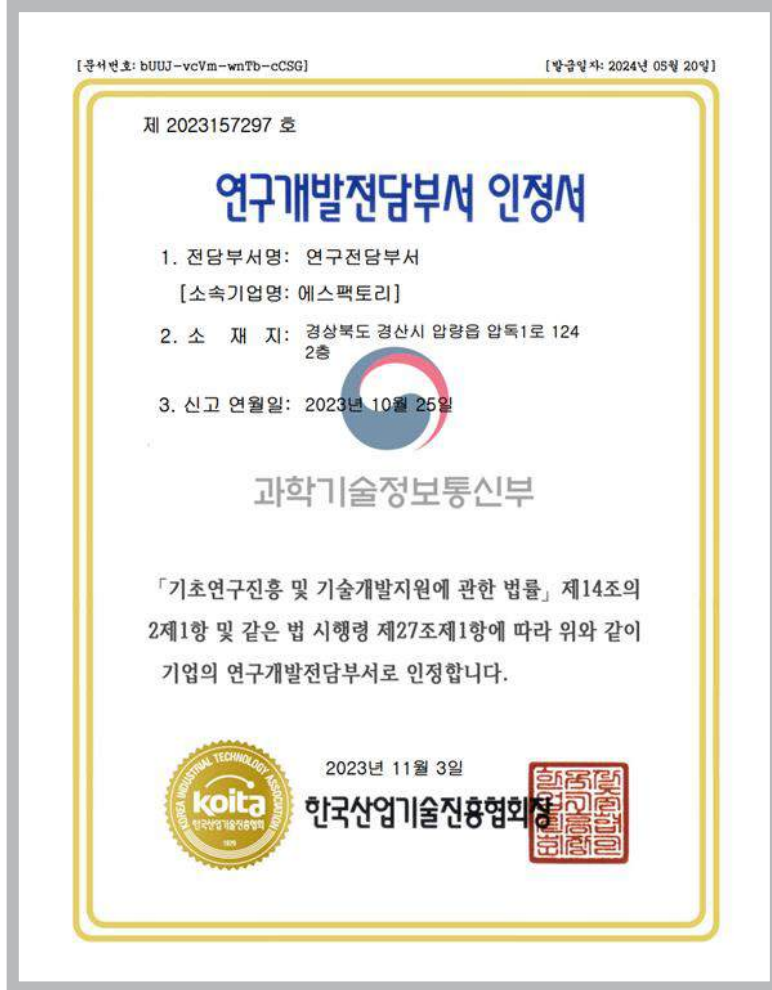 [문서번호: bUUJ-vcVm-wnTb-cCSG]
[발급일자: 2024년 05월 20일]
제 2023157297 호
연구개발전담부서 인정서
1. 전담부서명: 연구전담부서
[소속기업명: 에스팩토리]
2. 소 재 지: 경상북도 경산시 압량읍 압독1로 124
2층
3. 신고 연월일: 2023년 10월 25일
과학기술정보통신부
「기초연구진흥 및 기술개발지원에 관한 법률」 제14조의
2제1항 및 같은 법 시행령 제27조제1항에 따라 위와 같이
기업의 연구개발전담부서로 인정합니다.
2023년 11월 3일
KOREA INDUSTRIAL TECHNOLOGY ASSOCIATION
koita
한국산업기술진흥협회
1979
한국산업기술진흥협회장